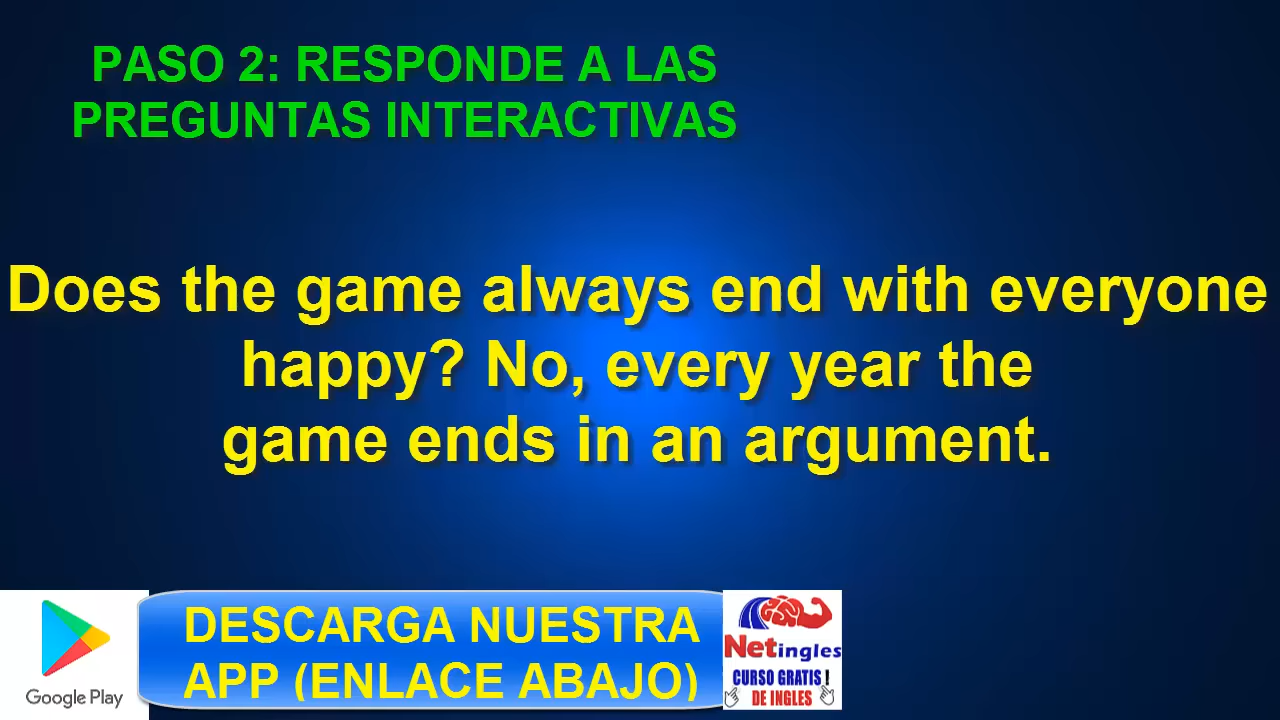 PASO 2: RESPONDE A LAS
PREGUNTAS INTERACTIVAS
Does the game always end with everyone
happy? No, every year the
game ends in an argument.
Google Play
DESCARGA NUESTRA
APP (ENLACE ABAJO)
Netingles
CURSO GRATIS!
DE INGLES